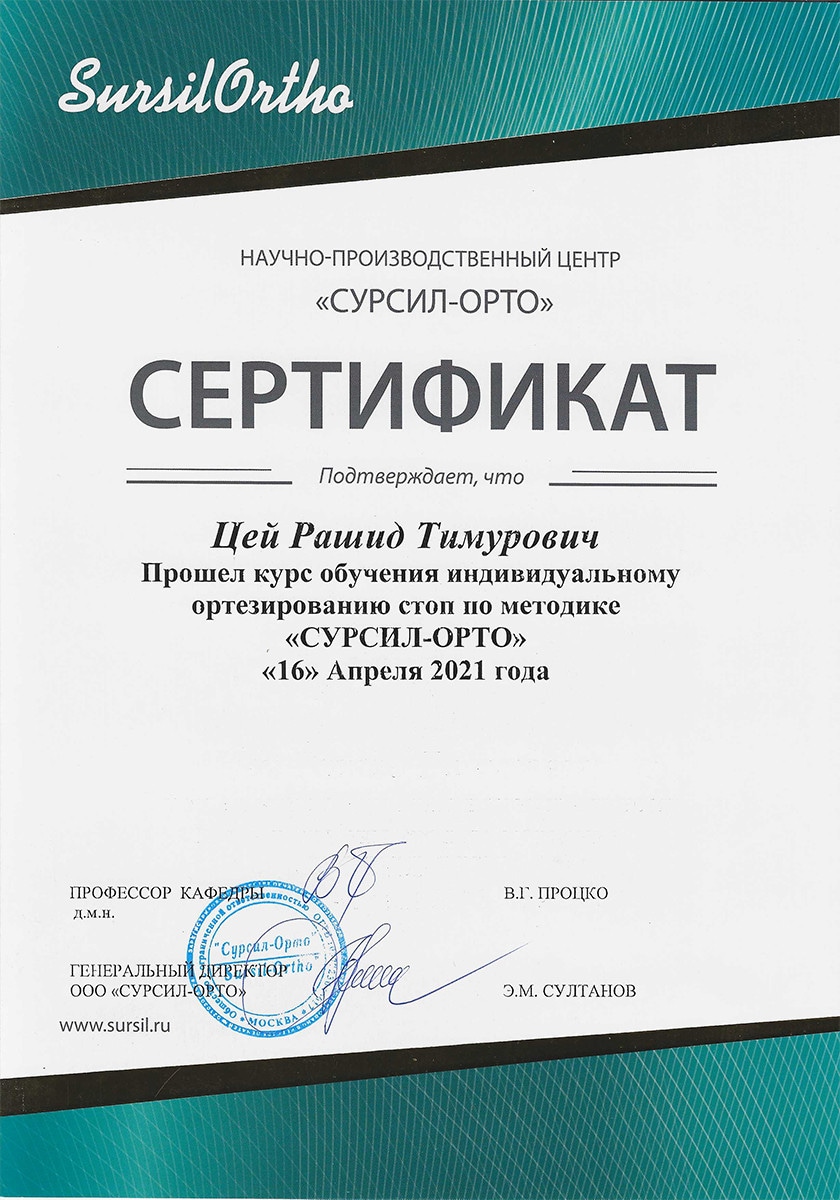 SursilOrtho
НАУЧНО-ПРОИЗВОДСТВЕННЫЙ ЦЕНТР
«СУРСИЛ-ОРТО»
СЕРТИФИКАТ
Подтверждает, что
Цей Рашид Тимурович
Прошел курс обучения индивидуальному
ортезированию стоп по методике
«СУРСИЛ-ОРТО»
«16» Апреля 2021 года
ПРОФЕССОР КАФЕДРЫ
В.Г. ПРОЦКО
д.м.н.
"Сурсил-Орто"
"Sursil Ortho"
МОСКВА
ГЕНЕРАЛЬНЫЙ ДИРЕКТОР
ООО «СУРСИЛ-ОРТО»
Э.М. СУЛТАНОВ
www.sursil.ru